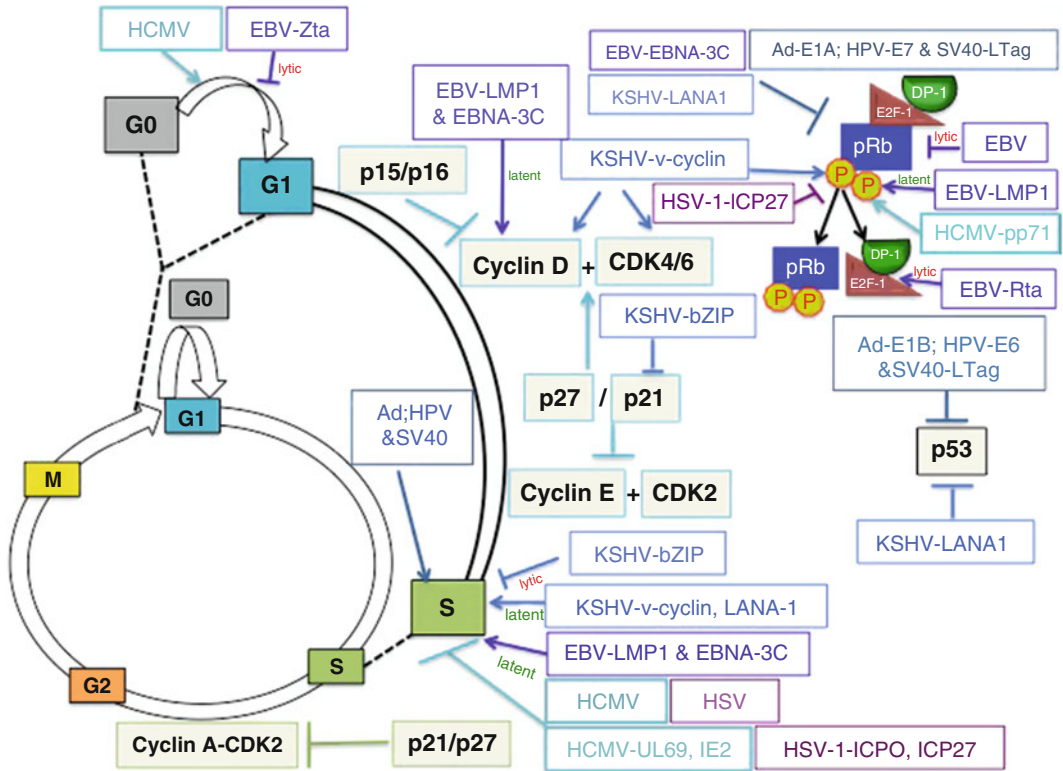 HCMV
EBV-Zta
lytic
G0
G1
EBV-LMP1
& EBNA-3C
latent
p15/p16
EBV-EBNA-3C
Ad-E1A; HPV-E7 & SV40-LTag
KSHV-LANA1
DP-1
E2F-1
pRb
P
P
lytic
EBV
latent
EBV-LMP1
HCMV-pp71
KSHV-v-cyclin
HSV-1-ICP27
Cyclin D + CDK4/6
pRb
P P
DP-1
E2F-1
lytic
EBV-Rta
G0
G1
KSHV-bZIP
p27 / p21
Ad-E1B; HPV-E6
&SV40-LTag
p53
KSHV-LANA1
Ad;HPV
&SV40
M
Cyclin E + CDK2
KSHV-bZIP
lytic
S
latent
KSHV-v-cyclin, LANA-1
EBV-LMP1 & EBNA-3C
latent
S
G2
HCMV
HSV
HCMV-UL69, IE2
HSV-1-ICPO, ICP27
Cyclin A-CDK2
p21/p27